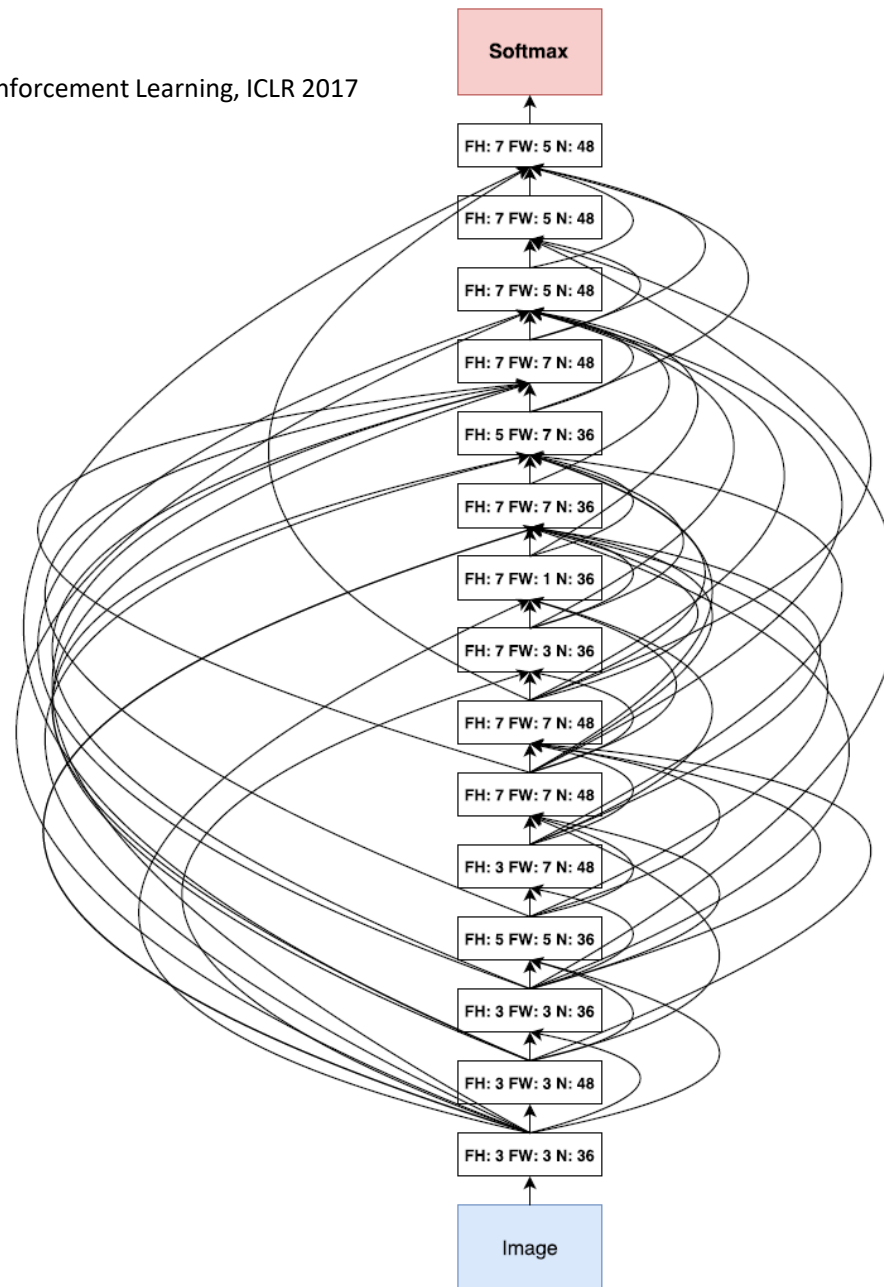 Softmax
nforcement Learning, ICLR 2017
FH: 7 FW: 5 N: 48
FH: 7 FW: 5 N: 48
FH: 7 FW: 5 N: 48
FH: 7 FW: 7 N: 48
FH: 5 FW: 7 N: 36
FH: 7 FW: 7 N: 36
FH: 7 FW: 1 N: 36
FH: 7 FW: 3 N: 36
FH: 7 FW: 7 N: 48
FH: 7 FW: 7 N: 48
FH: 3 FW: 7 N: 48
FH: 5 FW: 5 N: 36
FH: 3 FW: 3 N: 36
FH: 3 FW: 3 N: 48
FH: 3 FW: 3 N: 36
Image